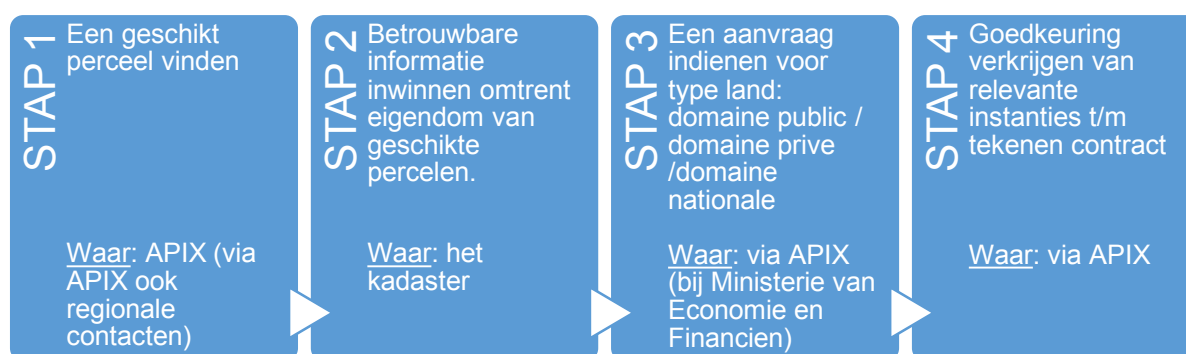 STAP 1
Een geschikt
perceel vinden
Waar: APIX (via
APIX ook
regionale
contacten)
STAP 2
Betrouwbare
informatie
inwinnen omtrent
eigendom van
geschikte
percelen.
Waar: het
kadaster
STAP 3
Een aanvraag
indienen voor
type land:
domaine public /
domaine prive
/domaine
nationale
Waar: via APIX
(bij Ministerie van
Economie en
Financien)
STAP 4
Goedkeuring
verkrijgen van
relevante
instanties t/m
tekenen contract
Waar: via APIX